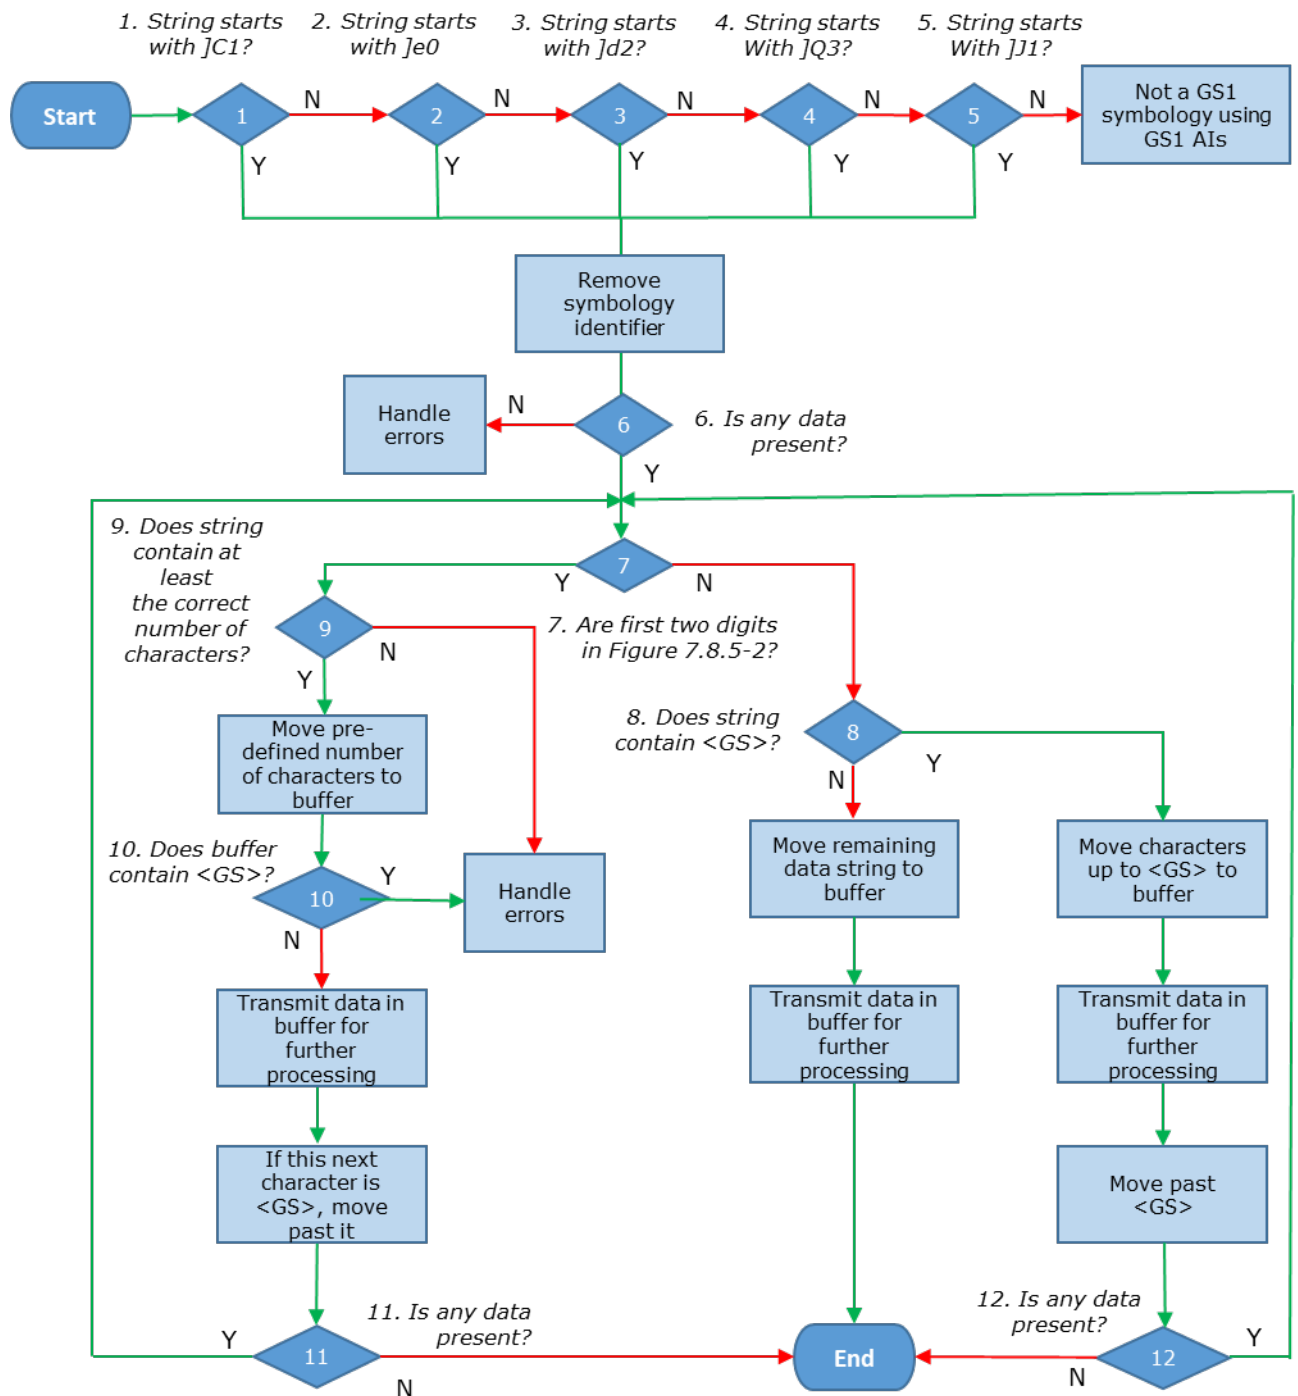 1. String starts
with ]C1?
2. String starts
with ]e0
3. String starts
with ]d2?
4. String starts
With ]Q3?
5. String starts
With ]J1?
Start
1
N
2
N
3
N
4
N
5
N
Not a GS1
symbology using
GS1 AIs
Y
Y
Y
Y
Y
Remove
symbology
identifier
Handle
errors
N
6
6. Is any data
present?
Y
9. Does string
contain at
least
the correct
number of
characters?
7
Y
N
9
N
Y
7. Are first two digits
in Figure 7.8.5-2?
8. Does string
contain <GS>?
8
Y
N
Move pre-
defined number
of characters to
buffer
10. Does buffer
contain <GS>?
10
Y
N
Handle
errors
Move remaining
data string to
buffer
Move characters
up to <GS> to
buffer
Transmit data in
buffer for
further
processing
Transmit data in
buffer for
further
processing
Transmit data in
buffer for
further
processing
If this next
character is
<GS>, move
past it
Move past
<GS>
Y
11
11. Is any data
present?
N
End
12. Is any data
present?
N
12
Y